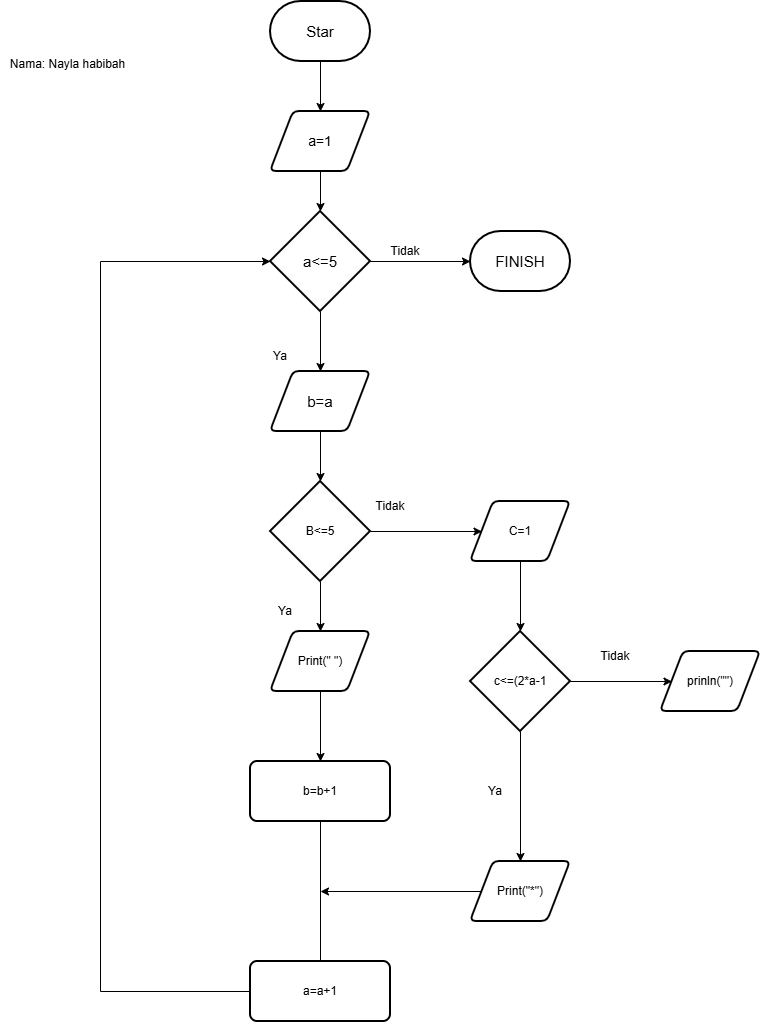 Star
Nama: Nayla habibah
a=1
a<=5
Tidak
FINISH
Ya
b=a
B<=5
Tidak
C=1
Ya
Print(" ")
c<=(2*a-1
Tidak
prinln("")
b=b+1
Ya
Print("*")
a=a+1